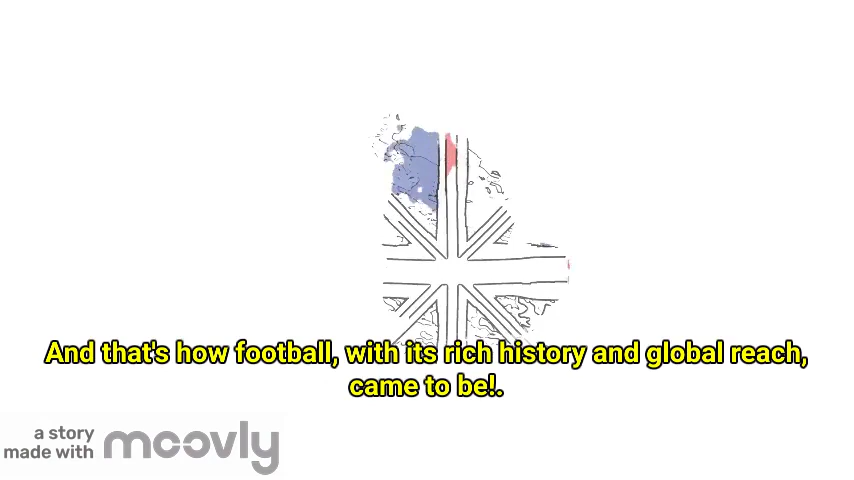 And that's how football, with its rich history and global reach,
came to be!.
a story
made with moovly